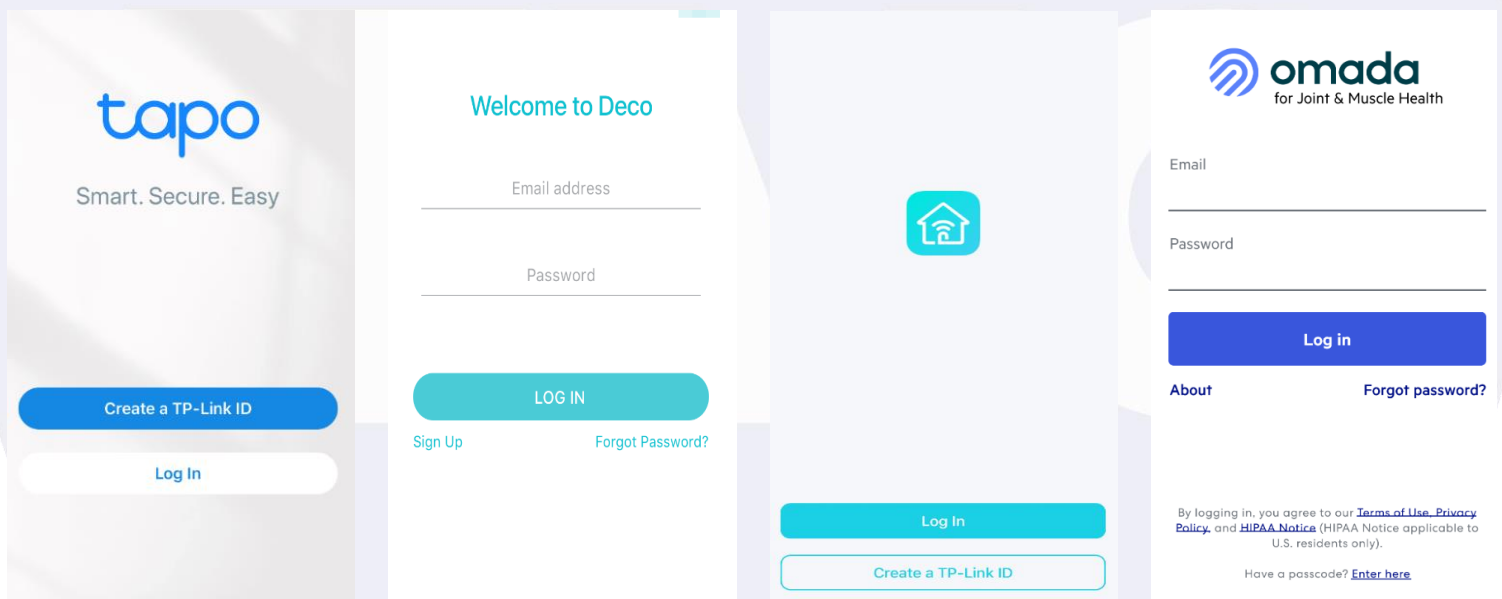 tapo
Smart. Secure. Easy
Create a TP-Link ID
Log In
Welcome to Deco
Email address
Password
LOG IN
Sign Up
Forgot Password?
Log In
Create a TP-Link ID
omada
for Joint & Muscle Health
Email
Password
Log in
About
Forgot password?
By logging in, you agree to our Terms of Use, Privacy
Policy, and HIPAA Notice (HIPAA Notice applicable to
U.S. residents only).
Have a passcode? Enter here